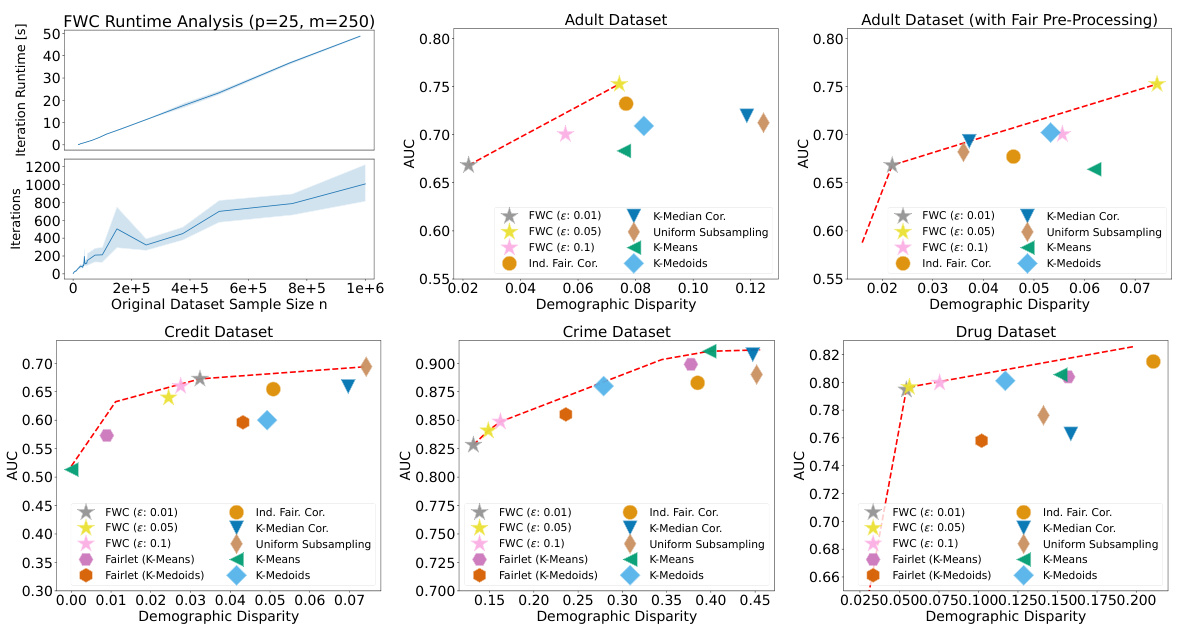 FWC Runtime Analysis (p=25, m=250)
Iteration Runtime [s]
50
40
30
20
10
0
Iterations
1200
1000
800
600
400
200
0
0 2e+5 4e+5 6e+5 8e+5 1e+6
Original Dataset Sample Size n
Adult Dataset
AUC
0.80
0.75
0.70
0.65
0.60
0.55
FWC (ε: 0.01)
FWC (ε: 0.05)
FWC (ε: 0.1)
Ind. Fair. Cor.
K-Median Cor.
Uniform Subsampling
K-Means
K-Medoids
0.02 0.04 0.06 0.08 0.10 0.12
Demographic Disparity
Adult Dataset (with Fair Pre-Processing)
AUC
0.80
0.75
0.70
0.65
0.60
0.55
FWC (ε: 0.01)
FWC (ε: 0.05)
FWC (ε: 0.1)
Ind. Fair. Cor.
K-Median Cor.
Uniform Subsampling
K-Means
K-Medoids
0.02 0.03 0.04 0.05 0.06 0.07
Demographic Disparity
Credit Dataset
AUC
0.70
0.65
0.60
0.55
0.50
0.45
0.40
0.35
0.30
FWC (ε: 0.01)
FWC (ε: 0.05)
FWC (ε: 0.1)
Fairlet (K-Means)
Fairlet (K-Medoids)
Ind. Fair. Cor.
K-Median Cor.
Uniform Subsampling
K-Means
K-Medoids
0.00 0.01 0.02 0.03 0.04 0.05 0.06 0.07
Demographic Disparity
Crime Dataset
AUC
0.900
0.875
0.850
0.825
0.800
0.775
0.750
0.725
0.700
FWC (ε: 0.01)
FWC (ε: 0.05)
FWC (ε: 0.1)
Fairlet (K-Means)
Fairlet (K-Medoids)
Ind. Fair. Cor.
K-Median Cor.
Uniform Subsampling
K-Means
K-Medoids
0.15 0.20 0.25 0.30 0.35 0.40 0.45
Demographic Disparity
Drug Dataset
AUC
0.82
0.80
0.78
0.76
0.74
0.72
0.70
0.68
0.66
FWC (ε: 0.01)
FWC (ε: 0.05)
FWC (ε: 0.1)
Fairlet (K-Means)
Fairlet (K-Medoids)
Ind. Fair. Cor.
K-Median Cor.
Uniform Subsampling
K-Means
K-Medoids
0.025 0.050 0.075 0.100 0.125 0.150 0.175 0.200
Demographic Disparity